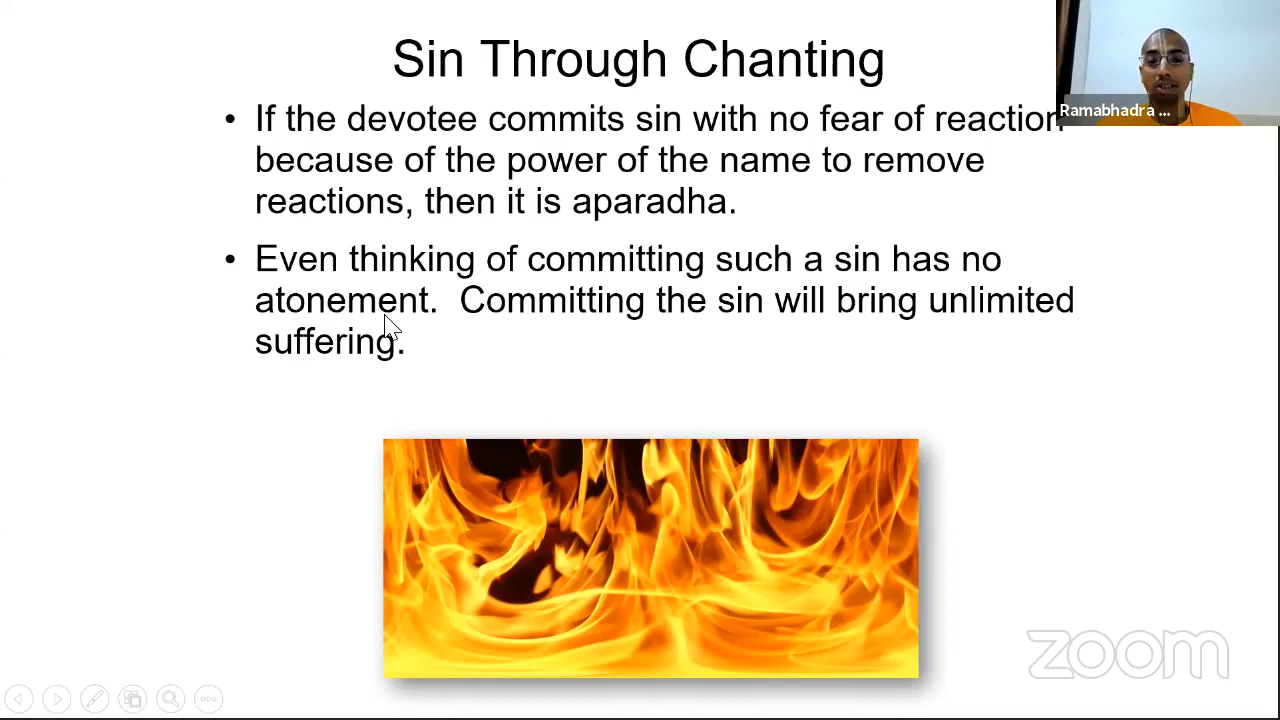 Sin Through Chanting
• If the devotee commits sin with no fear of reaction
because of the power of the name to remove
reactions, then it is aparadha.
• Even thinking of committing such a sin has no
atonement.  Committing the sin will bring unlimited
suffering.
Ramabhadra ...
zoom